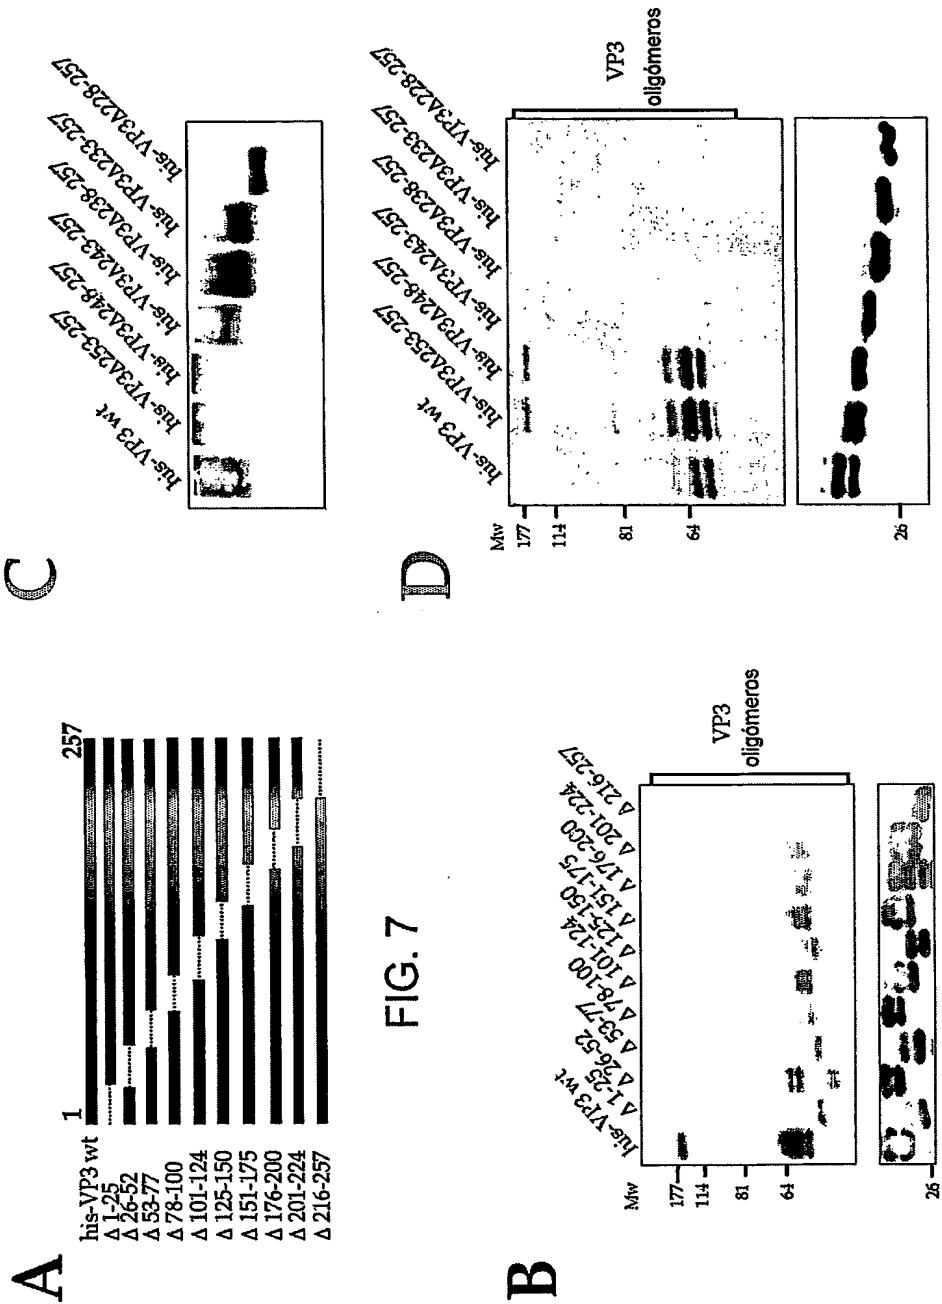 A
1
257
his-VP3 wt
Δ 1-25
Δ 26-52
Δ 53-77
Δ 78-100
Δ 101-124
Δ 125-150
Δ 151-175
Δ 176-200
Δ 201-224
Δ 216-257
FIG. 7
B
his-VP3 wt
Δ 1-25
Δ 26-52
Δ 53-77
Δ 78-100
Δ 101-124
Δ 125-150
Δ 151-175
Δ 176-200
Δ 201-224
Δ 216-257
Mw
177
114
81
64
26
VP3
oligómeros
C
his-VP3 wt
his-VP3Δ253-257
his-VP3Δ248-257
his-VP3Δ243-257
his-VP3Δ238-257
his-VP3Δ233-257
his-VP3Δ228-257
D
his-VP3 wt
his-VP3Δ253-257
his-VP3Δ248-257
his-VP3Δ243-257
his-VP3Δ238-257
his-VP3Δ233-257
his-VP3Δ228-257
Mw
177
114
81
64
26
VP3
oligómeros